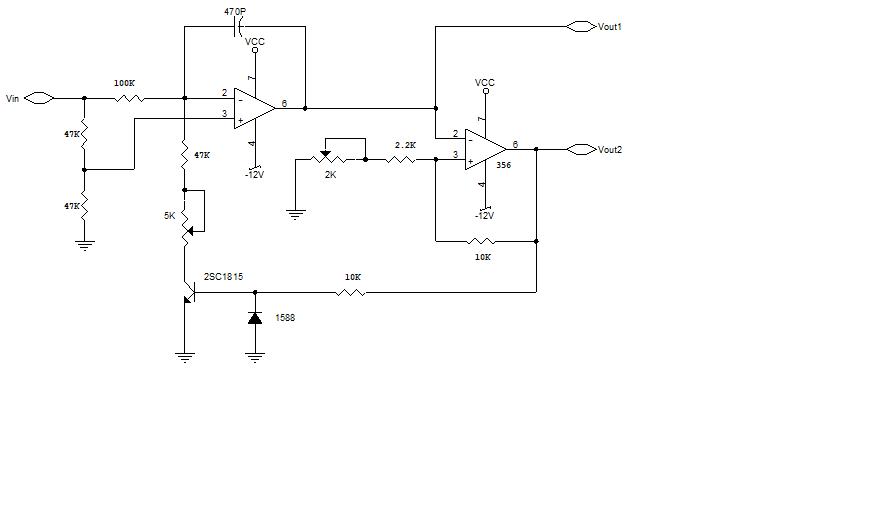 470P
VCC
Vout1
100K
7
Vin
2
-
6
3
+
VCC
47K
4
7
2
-
6
Vout2
47K
2.2K
3
+
356
-12V
2K
4
47K
5K
-12V
10K
2SC1815
10K
1588